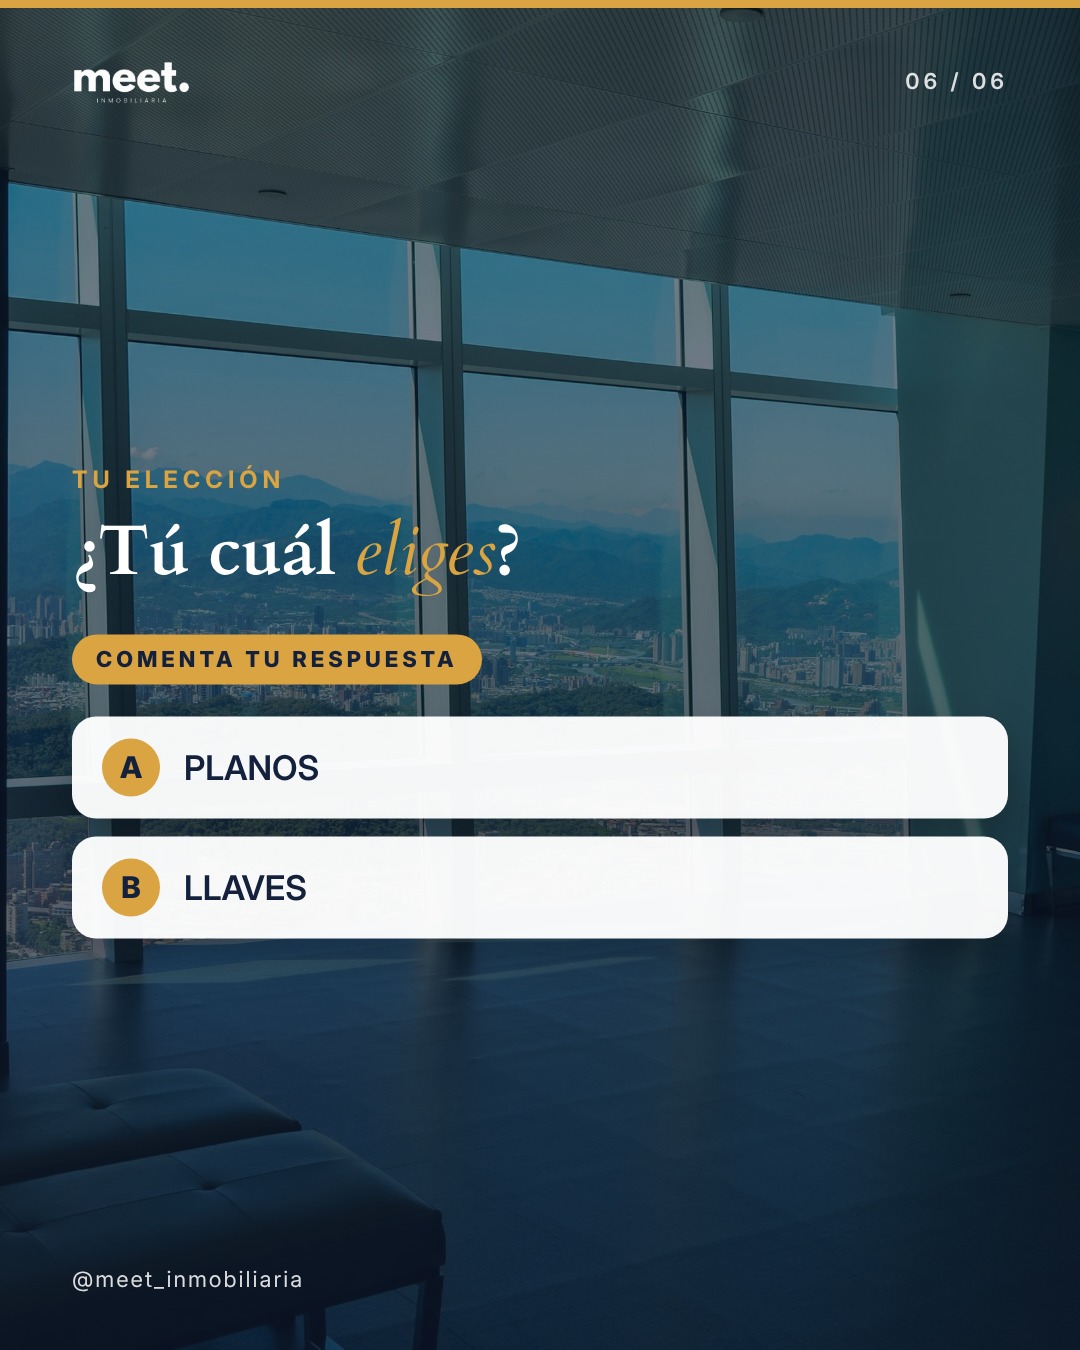 meet.
INMOBILIARIA
06 / 06
TU ELECCIÓN
¿Tú cuál eliges?
COMENTA TU RESPUESTA
A PLANOS
B LLAVES
@meet_inmobiliaria